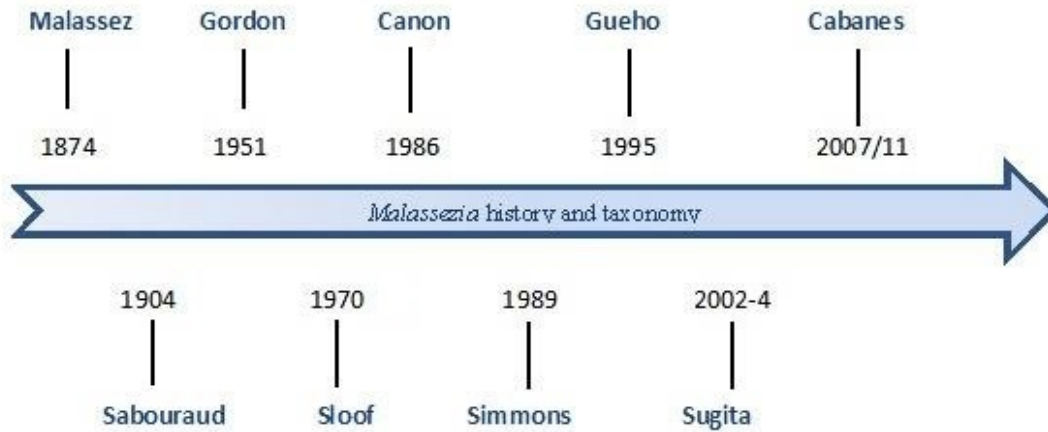 Malassez Gordon Canon Gueho Cabanes
1874 1951 1986 1995 2007/11
Malassezia history and taxonomy
1904 1970 1989 2002-4
Sabouraud Sloof Simmons Sugita